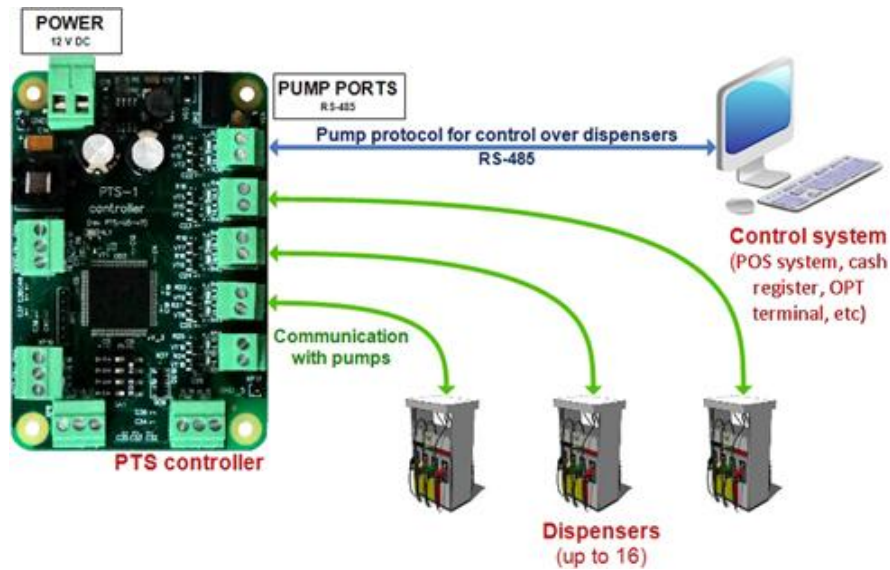 POWER
12 V DC
PUMP PORTS
RS-485
Pump protocol for control over dispensers
RS-485
PTS-1
controller
Control system
(POS system, cash
register, OPT
terminal, etc)
Communication
with pumps
PTS controller
Dispensers
(up to 16)